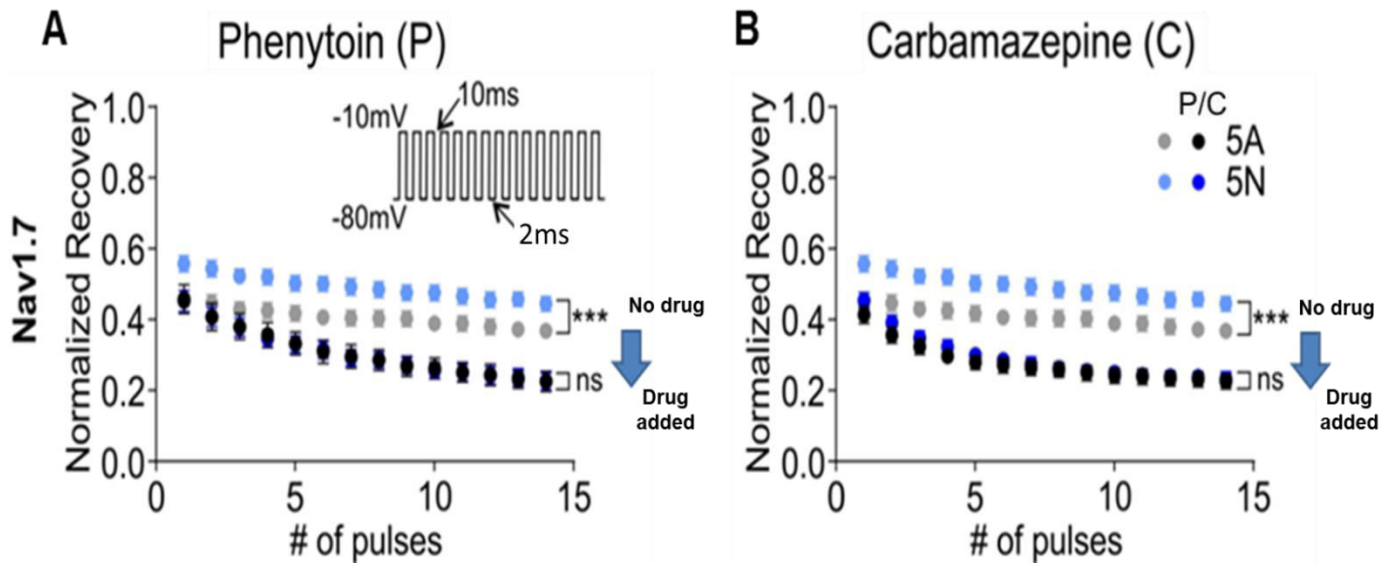 A
Phenytoin (P)
Nav1.7
Normalized Recovery
1.0
0.8
0.6
0.4
0.2
0.0
0
5
10
15
# of pulses
-10mV
10ms
-80mV
2ms
***
ns
No drug
Drug
added
B
Carbamazepine (C)
Normalized Recovery
1.0
0.8
0.6
0.4
0.2
0.0
0
5
10
15
# of pulses
P/C
5A
5N
***
ns
No drug
Drug
added